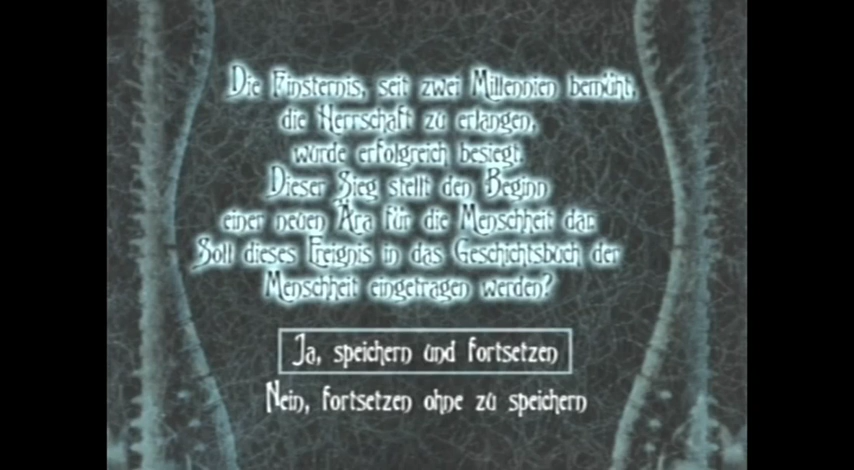 Die Finsternis, seit zwei Millennien bemüht,
die Herrschaft zu erlangen,
wurde erfolgreich besiegt.
Dieser Sieg stellt den Beginn
einer neuen Ära für die Menschheit dar.
Soll dieses Ereignis in das Geschichtsbuch der
Menschheit eingetragen werden?
Ja, speichern und fortsetzen
Nein, fortsetzen ohne zu speichern